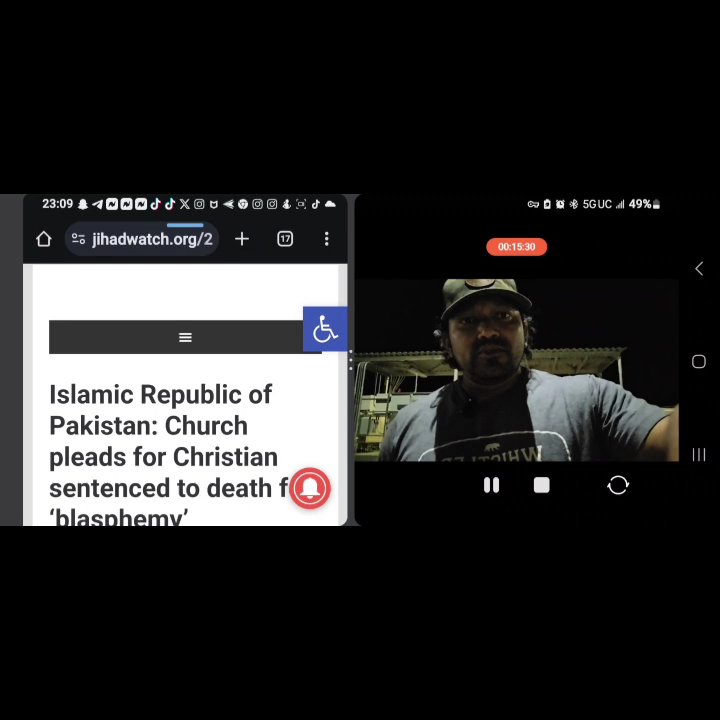 23:09
5GUC 49%
jihadwatch.org/2
17
00:15:30
Islamic Republic of
Pakistan: Church
pleads for Christian
sentenced to death f
‘blasphemy’